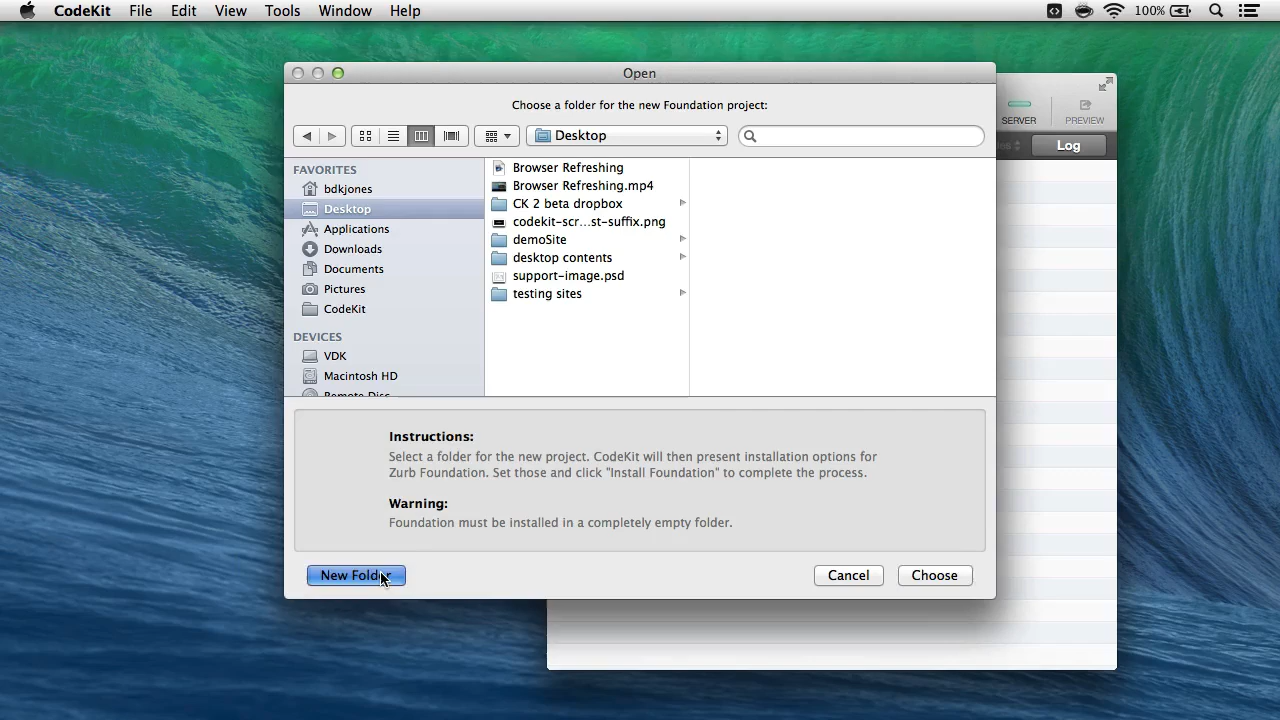 CodeKit File Edit View Tools Window Help 100%
Open
Choose a folder for the new Foundation project:
SERVER
PREVIEW
Desktop
Log
FAVORITES
bdkjones
Desktop
Applications
Downloads
Documents
Pictures
CodeKit
DEVICES
VDK
Macintosh HD
Remote Disc
Browser Refreshing
Browser Refreshing.mp4
CK 2 beta dropbox
codekit-scr...st-suffix.png
demoSite
desktop contents
support-image.psd
testing sites
Instructions:
Select a folder for the new project. CodeKit will then present installation options for
Zurb Foundation. Set those and click "Install Foundation" to complete the process.
Warning:
Foundation must be installed in a completely empty folder.
New Folder
Cancel
Choose